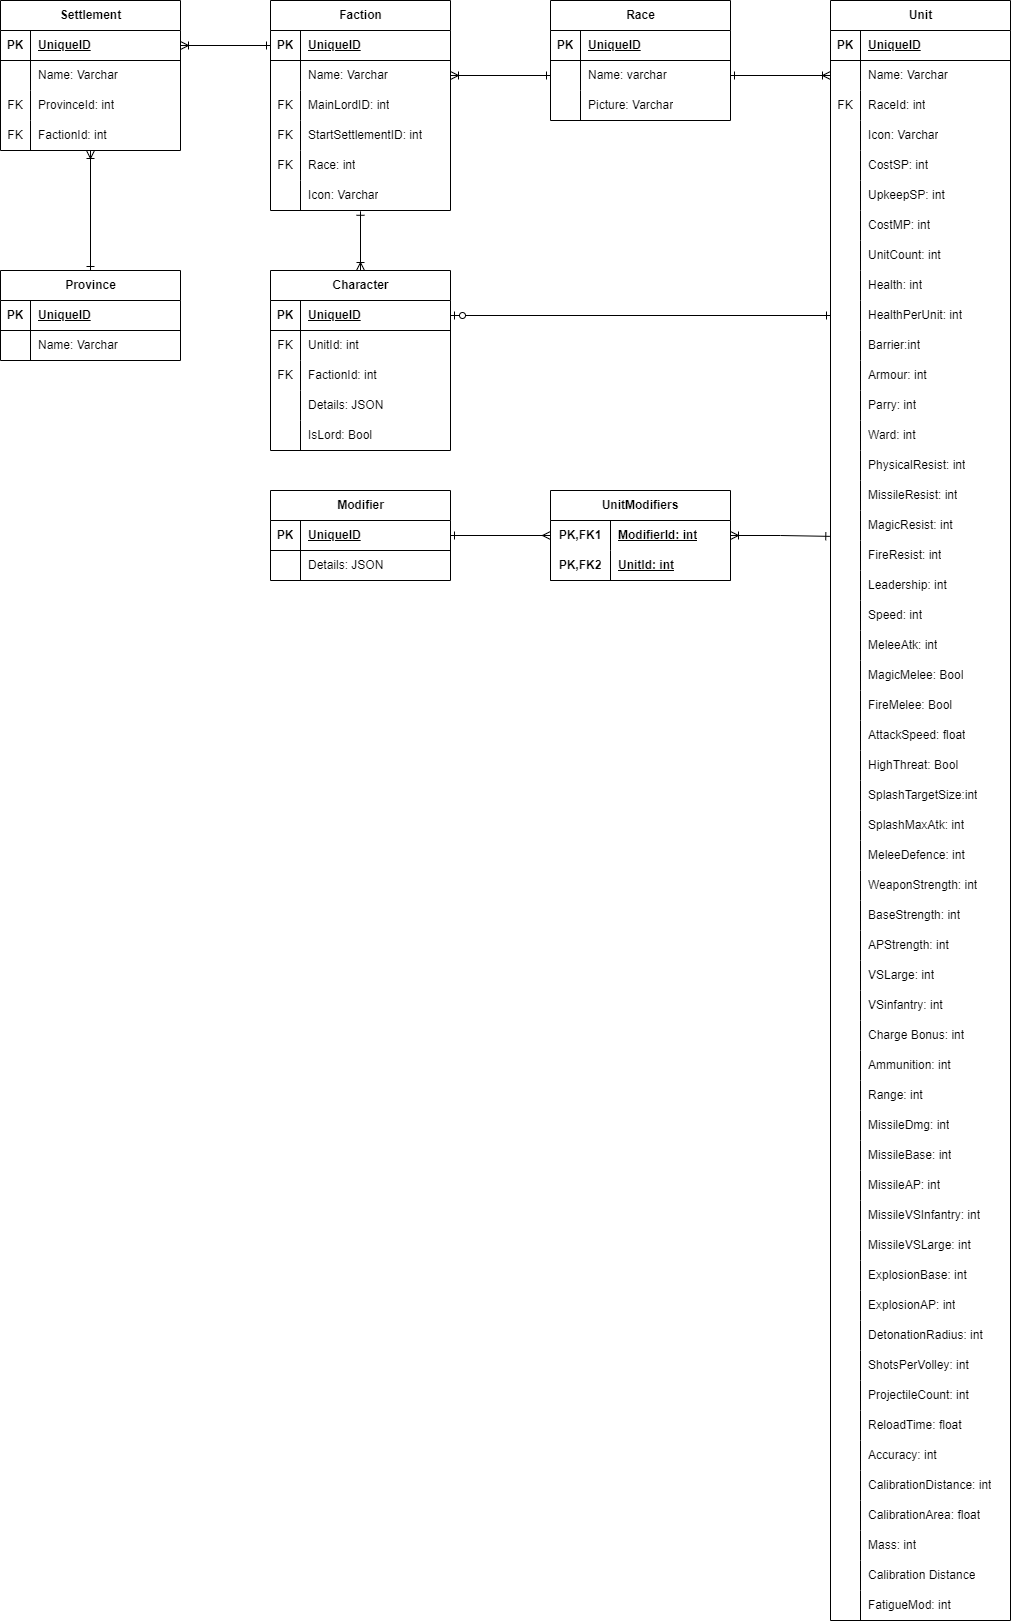 Settlement
PK UniqueID
Name: Varchar
FK ProvinceId: int
FK FactionId: int
Faction
PK UniqueID
Name: Varchar
FK MainLordID: int
FK StartSettlementID: int
FK Race: int
Icon: Varchar
Race
PK UniqueID
Name: varchar
Picture: Varchar
Province
PK UniqueID
Name: Varchar
Character
PK UniqueID
FK UnitId: int
FK FactionId: int
Details: JSON
IsLord: Bool
Modifier
PK UniqueID
Details: JSON
UnitModifiers
PK,FK1 ModifierId: int
PK,FK2 UnitId: int
Unit
PK UniqueID
Name: Varchar
FK RaceId: int
Icon: Varchar
CostSP: int
UpkeepSP: int
CostMP: int
UnitCount: int
Health: int
HealthPerUnit: int
Barrier:int
Armour: int
Parry: int
Ward: int
PhysicalResist: int
MissileResist: int
MagicResist: int
FireResist: int
Leadership: int
Speed: int
MeleeAtk: int
MagicMelee: Bool
FireMelee: Bool
AttackSpeed: float
HighThreat: Bool
SplashTargetSize:int
SplashMaxAtk: int
MeleeDefence: int
WeaponStrength: int
BaseStrength: int
APStrength: int
VSLarge: int
VSinfantry: int
Charge Bonus: int
Ammunition: int
Range: int
MissileDmg: int
MissileBase: int
MissileAP: int
MissileVSInfantry: int
MissileVSLarge: int
ExplosionBase: int
ExplosionAP: int
DetonationRadius: int
ShotsPerVolley: int
ProjectileCount: int
ReloadTime: float
Accuracy: int
CalibrationDistance: int
CalibrationArea: float
Mass: int
Calibration Distance
FatigueMod: int